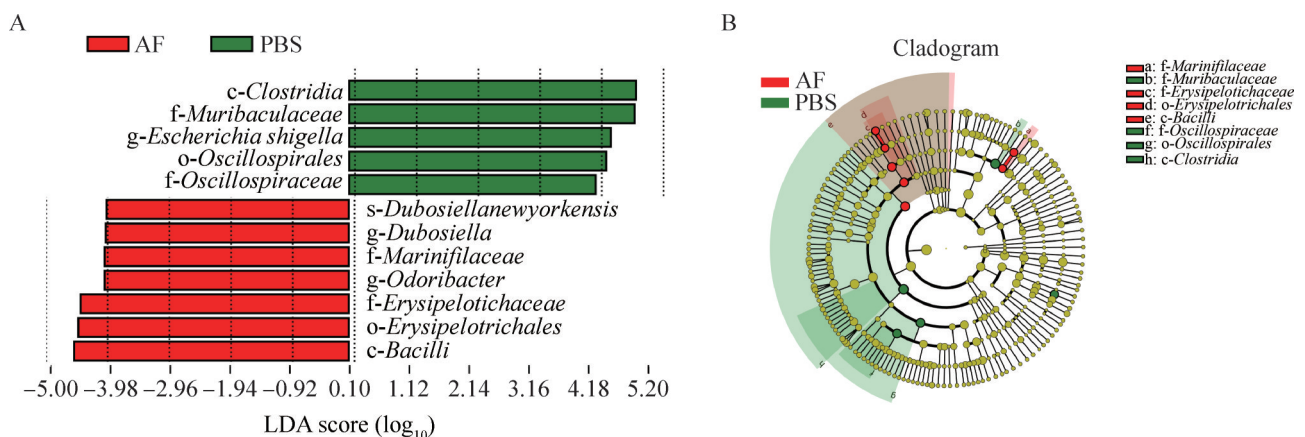 A
AF
PBS
c-Clostridia
f-Muribaculaceae
g-Escherichia shigella
o-Oscillospirales
f-Oscillospiraceae
s-Dubosiellanewyorkensis
g-Dubosiella
f-Marinifilaceae
g-Odoribacter
f-Erysipelotichaceae
o-Erysipelotrichales
c-Bacilli
-5.00 -3.98 -2.96 -1.94 -0.92 0.10 1.12 2.14 3.16 4.18 5.20
LDA score (log10)
B
Cladogram
AF
PBS
e
d
b
a
g
a: f-Marinifilaceae
b: f-Muribaculaceae
c: f-Erysipelotichaceae
d: o-Erysipelotrichales
e: c-Bacilli
f: f-Oscillospiraceae
g: o-Oscillospirales
h: c-Clostridia